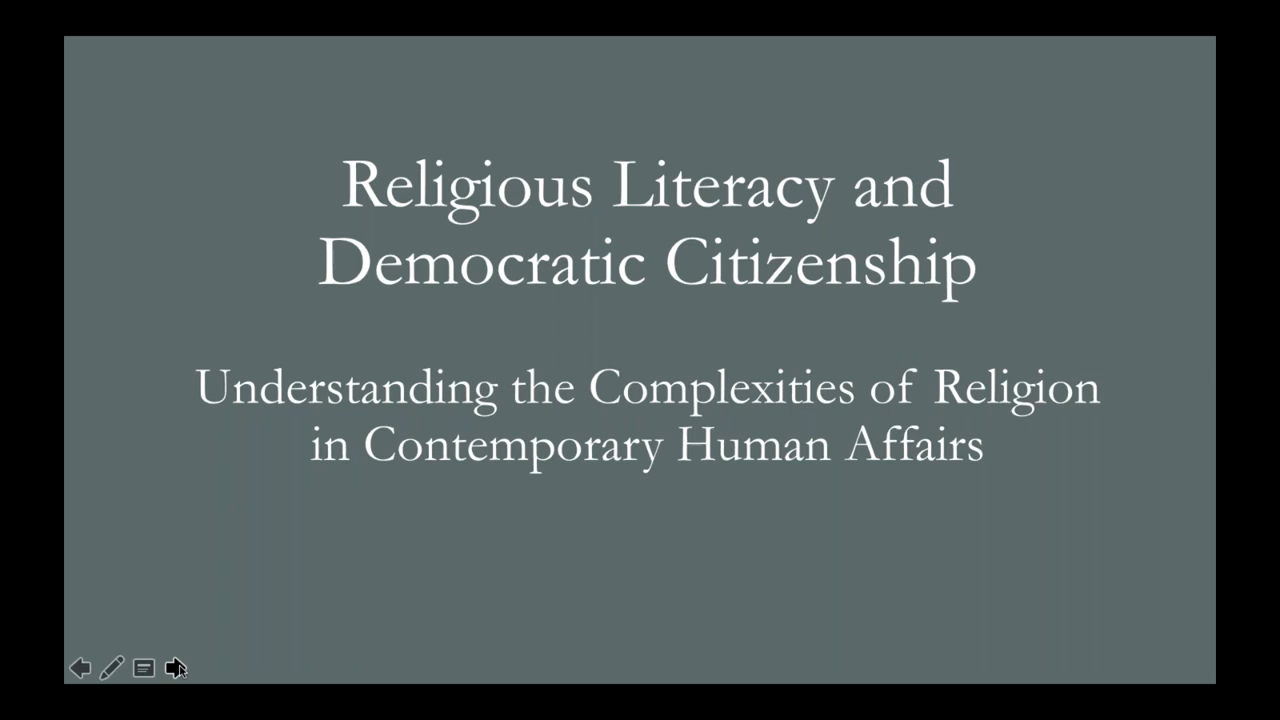 Religious Literacy and
Democratic Citizenship
Understanding the Complexities of Religion
in Contemporary Human Affairs